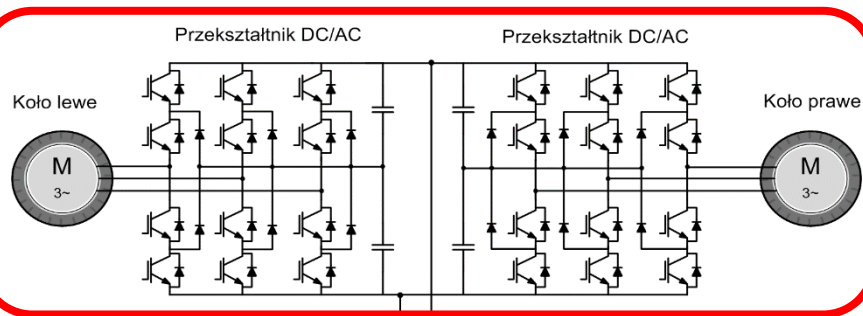 Przekształtnik DC/AC
Przekształtnik DC/AC
Koło lewe
Koło prawe
M
3~
M
3~